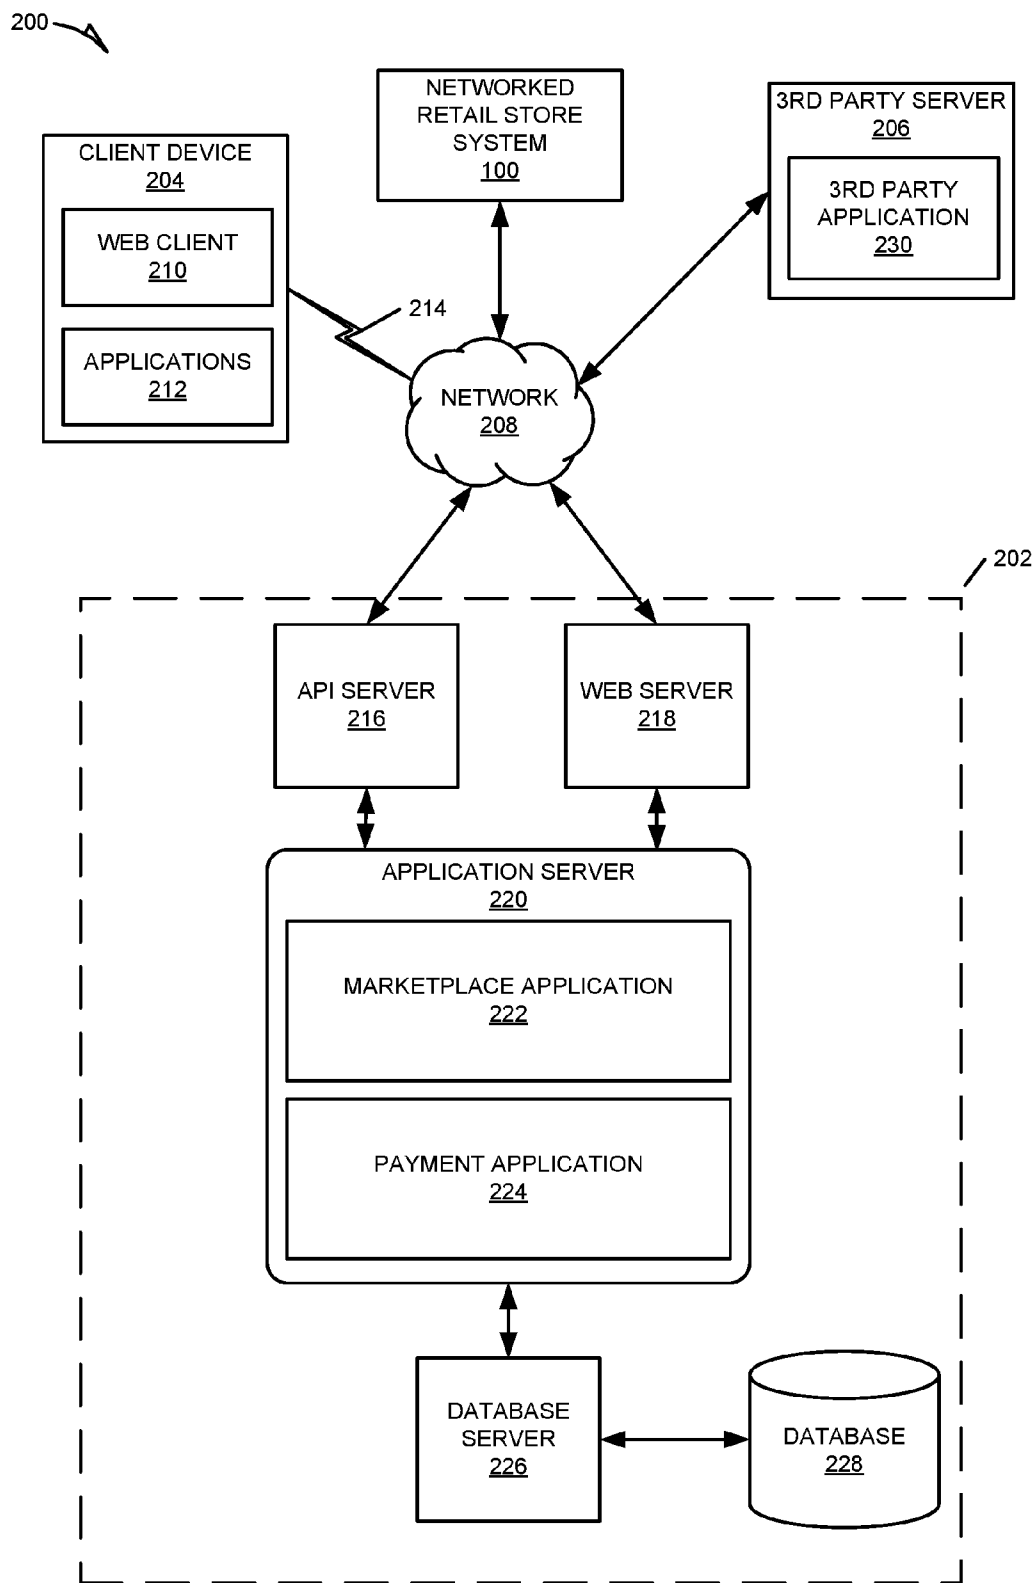 200
NETWORKED
RETAIL STORE
SYSTEM
100
3RD PARTY SERVER
206
3RD PARTY
APPLICATION
230
CLIENT DEVICE
204
WEB CLIENT
210
APPLICATIONS
212
214
NETWORK
208
202
API SERVER
216
WEB SERVER
218
APPLICATION SERVER
220
MARKETPLACE APPLICATION
222
PAYMENT APPLICATION
224
DATABASE
SERVER
226
DATABASE
228